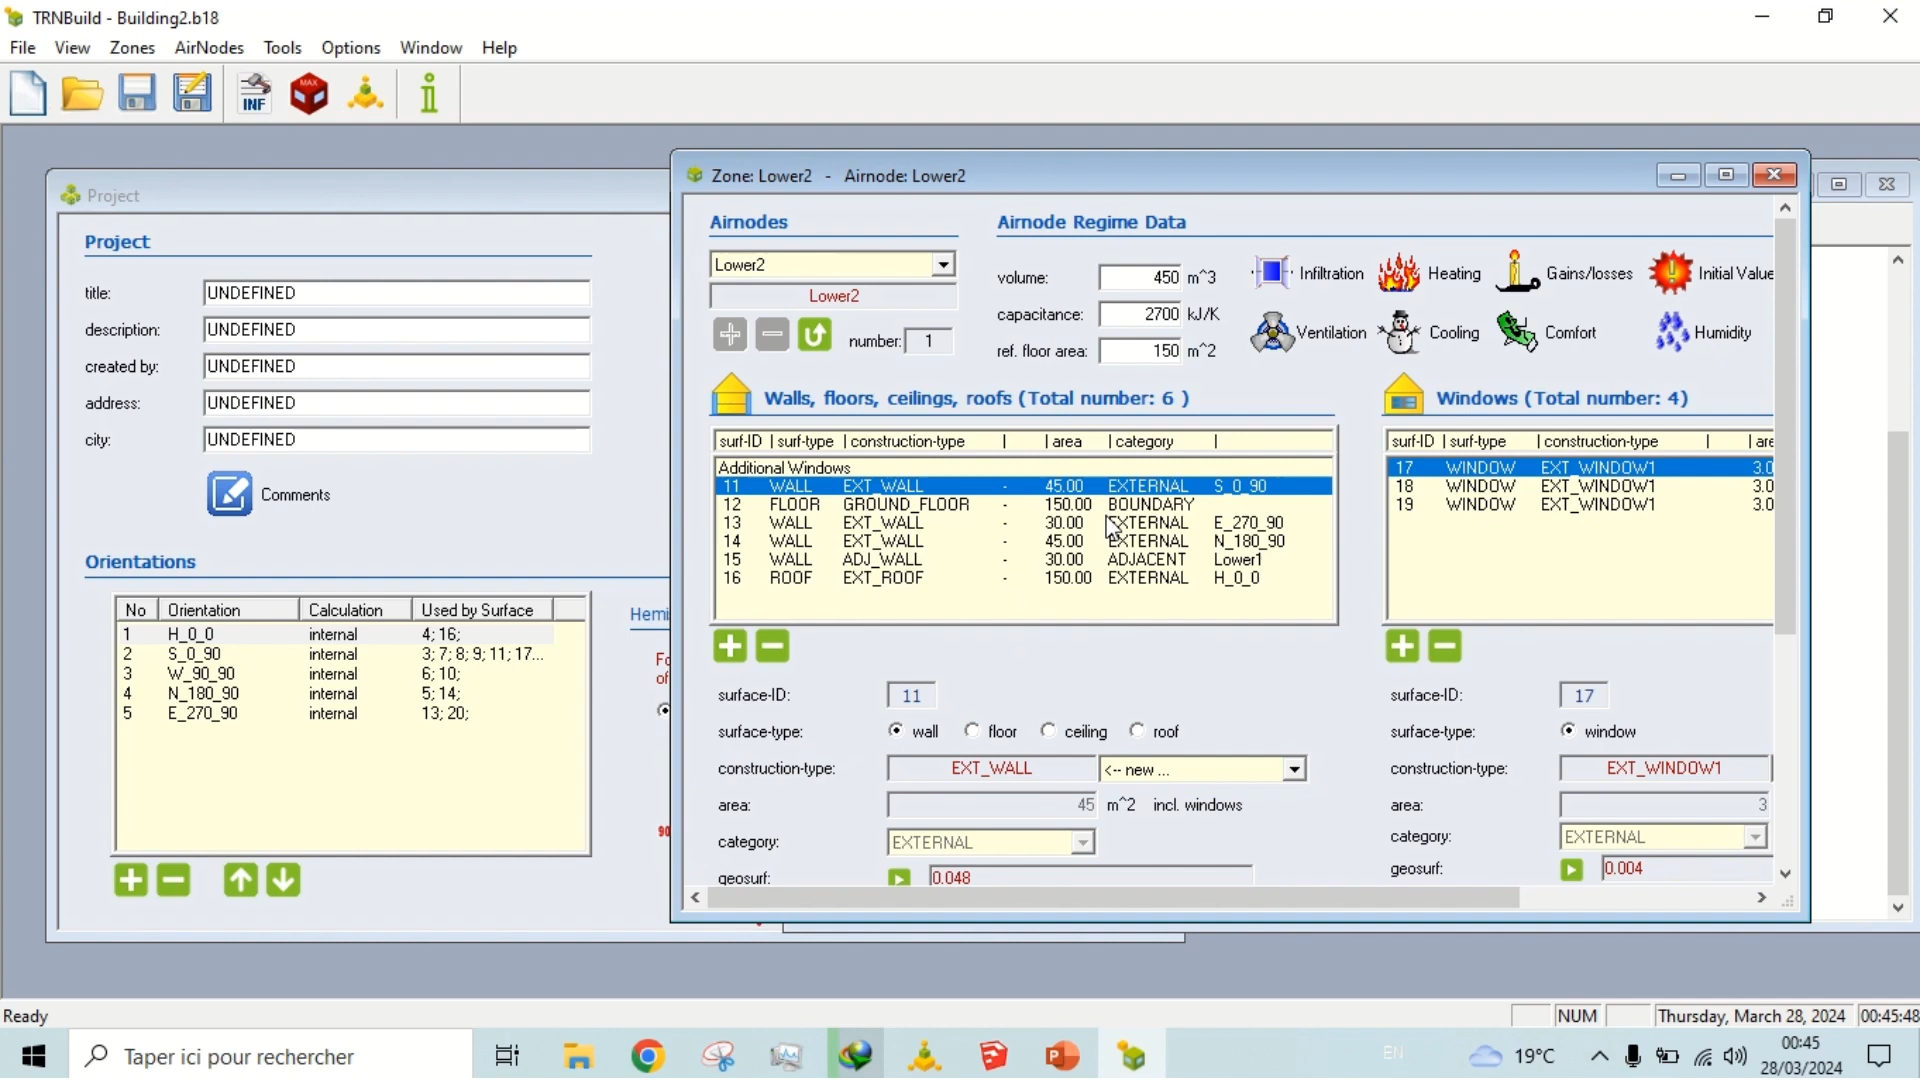 TRNBuild - Building2.b18
File View Zones AirNodes Tools Options Window Help
INF MAX
Project
Project
title: UNDEFINED
description: UNDEFINED
created by: UNDEFINED
address: UNDEFINED
city: UNDEFINED
Comments
Orientations
No Orientation Calculation Used by Surface
1 H_0_0 internal 4; 16;
2 S_0_90 internal 3; 7; 8; 9; 11; 17...
3 W_90_90 internal 6; 10;
4 N_180_90 internal 5; 14;
5 E_270_90 internal 13; 20;
Hemi
90
Zone: Lower2 - Airnode: Lower2
Airnodes
Lower2
Lower2
number: 1
Airnode Regime Data
volume: 450 m^3
capacitance: 2700 kJ/K
ref. floor area: 150 m^2
Infiltration Heating Gains/losses Initial Value
Ventilation Cooling Comfort Humidity
Walls, floors, ceilings, roofs (Total number: 6 )
surf-ID | surf-type | construction-type | | area | category |
Additional Windows
11 WALL EXT_WALL - 45.00 EXTERNAL S_0_90
12 FLOOR GROUND_FLOOR - 150.00 BOUNDARY
13 WALL EXT_WALL - 30.00 EXTERNAL E_270_90
14 WALL EXT_WALL - 45.00 EXTERNAL N_180_90
15 WALL ADJ_WALL - 30.00 ADJACENT Lower1
16 ROOF EXT_ROOF - 150.00 EXTERNAL H_0_0
surface-ID: 11
surface-type: wall floor ceiling roof
construction-type: EXT_WALL <-- new ...
area: 45 m^2 incl. windows
category: EXTERNAL
geosurf: 0.048
Windows (Total number: 4)
surf-ID | surf-type | construction-type | | are
17 WINDOW EXT_WINDOW1 3.0
18 WINDOW EXT_WINDOW1 3.0
19 WINDOW EXT_WINDOW1 3.0
surface-ID: 17
surface-type: window
construction-type: EXT_WINDOW1
area: 3
category: EXTERNAL
geosurf: 0.004
Ready
NUM Thursday, March 28, 2024 00:45:48
Taper ici pour rechercher
EN 19°C
00:45
28/03/2024